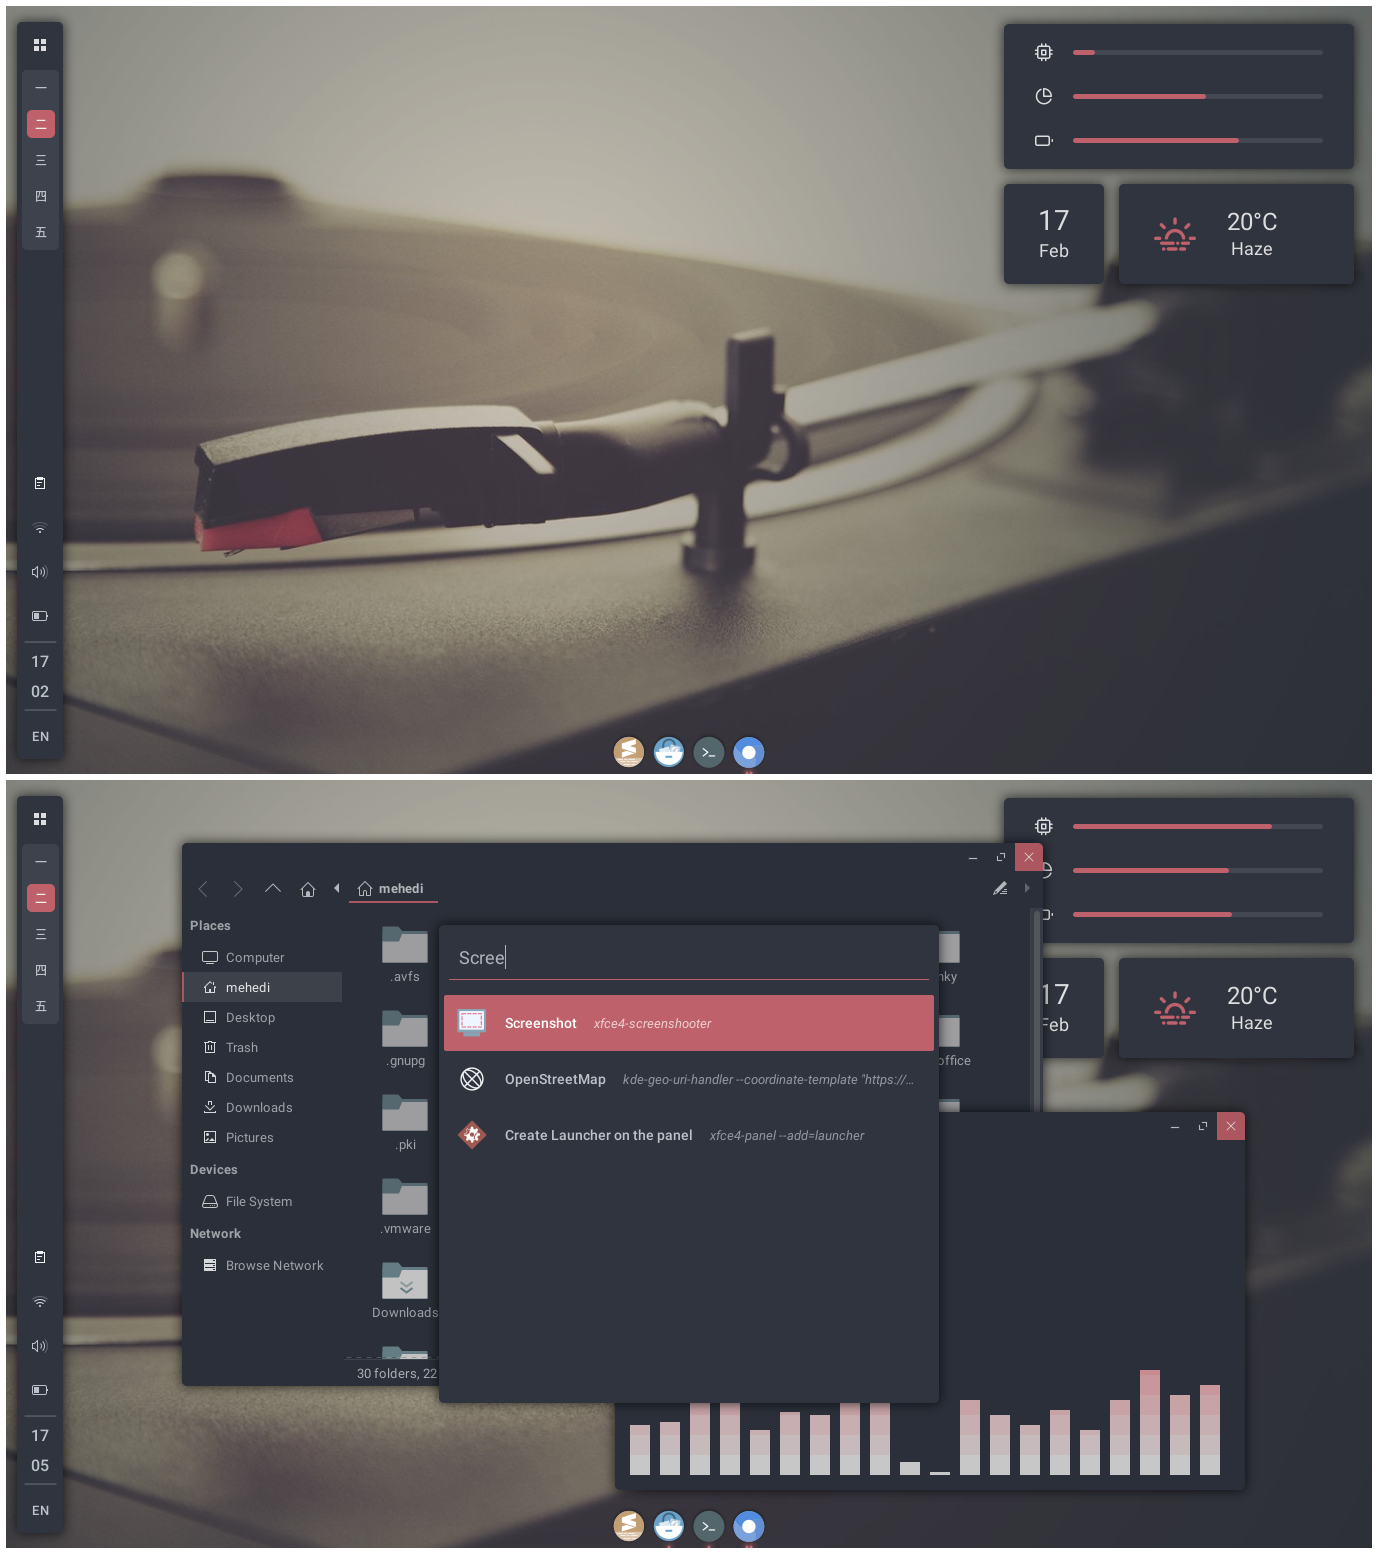 一
二
三
四
五
17
02
EN
17
Feb
20°C
Haze
一
二
三
四
五
17
05
EN
mehedi
Places
Computer
mehedi
Desktop
Trash
Documents
Downloads
Pictures
Devices
File System
Network
Browse Network
.avfs
.gnupg
.pki
.vmware
Downloads
30 folders, 22
nky
office
Scree
Screenshot xfce4-screenshooter
OpenStreetMap kde-geo-uri-handler --coordinate-template "https://...
Create Launcher on the panel xfce4-panel --add=launcher
17
Feb
20°C
Haze